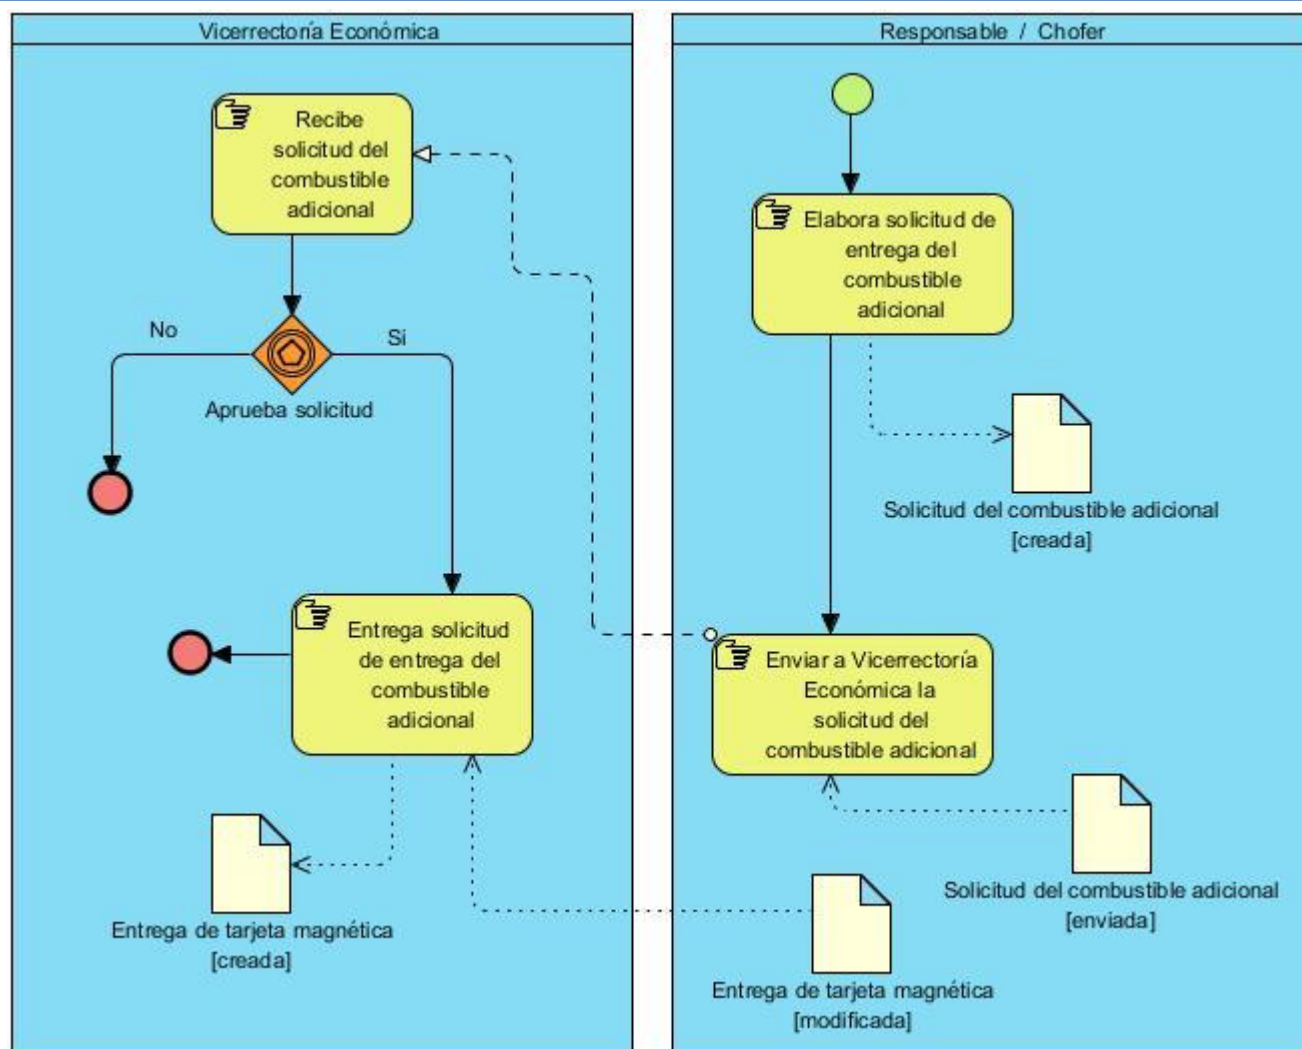 Vicerrectoría Económica
Recibe
solicitud del
combustible
adicional
No
Si
Aprueba solicitud
Entrega solicitud
de entrega del
combustible
adicional
Entrega de tarjeta magnética
[creada]
Responsable / Chofer
Elabora solicitud de
entrega del
combustible
adicional
Solicitud del combustible adicional
[creada]
Enviar a Vicerrectoría
Económica la
solicitud del
combustible adicional
Solicitud del combustible adicional
[enviada]
Entrega de tarjeta magnética
[modificada]